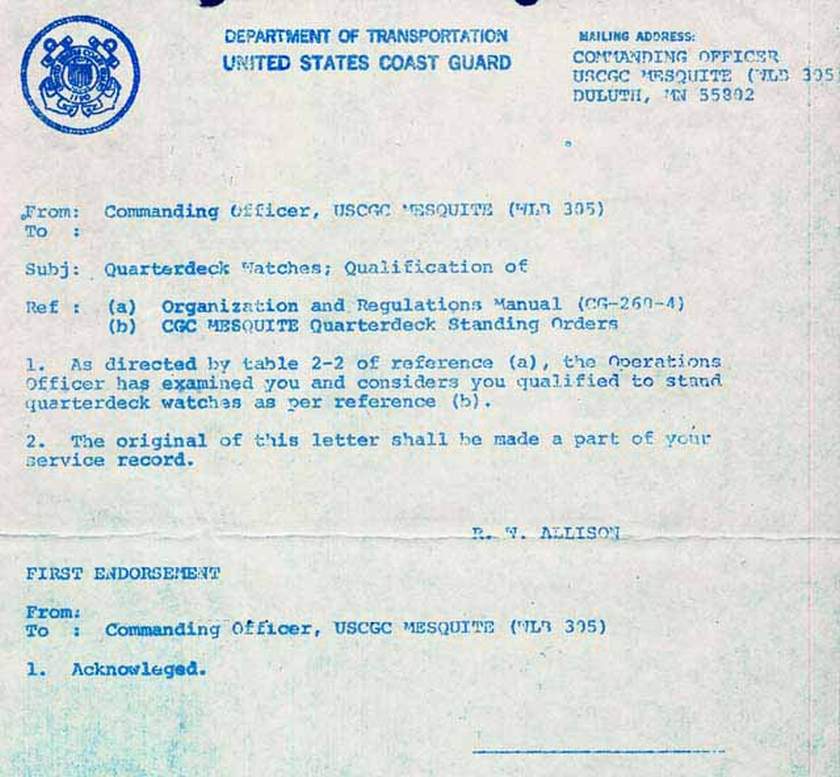 DEPARTMENT OF TRANSPORTATION
UNITED STATES COAST GUARD
MAILING ADDRESS:
COMMANDING OFFICER
USCGC MESQUITE (WLB 305)
DULUTH, MN 55802
From: Commanding Officer, USCGC MESQUITE (WLB 305)
To :
Subj: Quarterdeck Watches; Qualification of
Ref : (a) Organization and Regulations Manual (CG-260-4)
(b) CGC MESQUITE Quarterdeck Standing Orders
1. As directed by table 2-2 of reference (a), the Operations
Officer has examined you and considers you qualified to stand
quarterdeck watches as per reference (b).
2. The original of this letter shall be made a part of your
service record.
R. W. ALLISON
FIRST ENDORSEMENT
From:
To : Commanding Officer, USCGC MESQUITE (WLB 305)
1. Acknowleged.